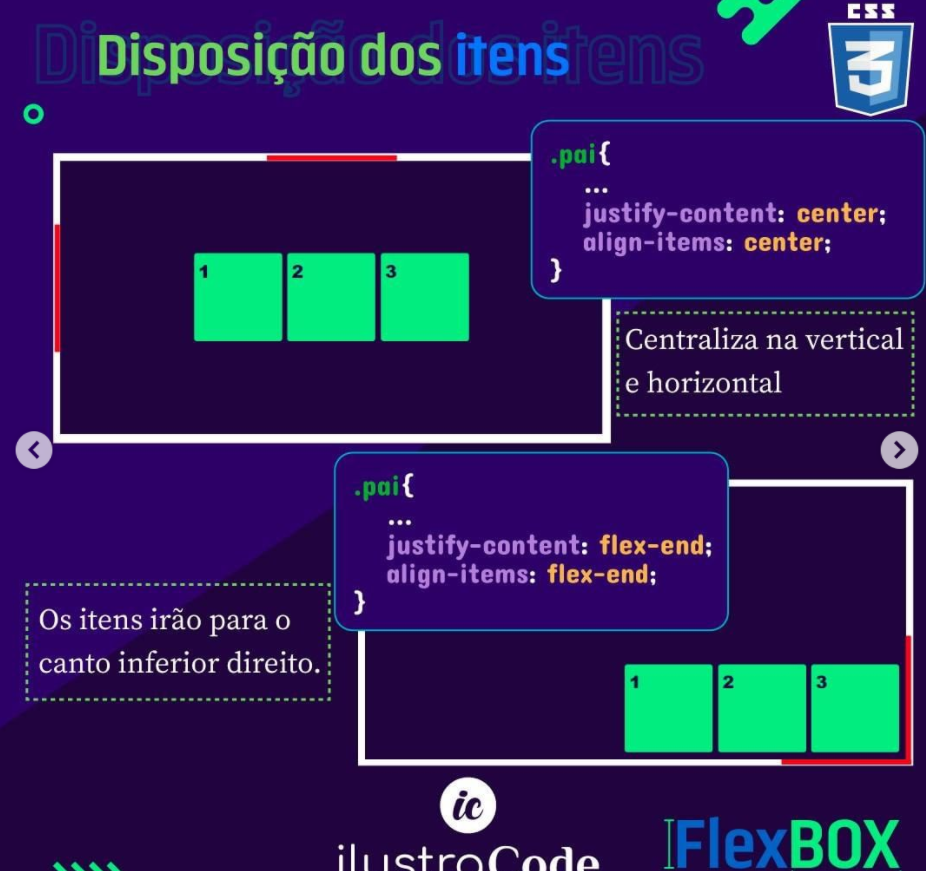 Disposição dos itens
CSS
3
.pai{
...
justify-content: center;
align-items: center;
}
1 2 3
Centraliza na vertical
e horizontal
.pai{
...
justify-content: flex-end;
align-items: flex-end;
}
Os itens irão para o
canto inferior direito.
1 2 3
ic
ilustraCode
FlexBOX